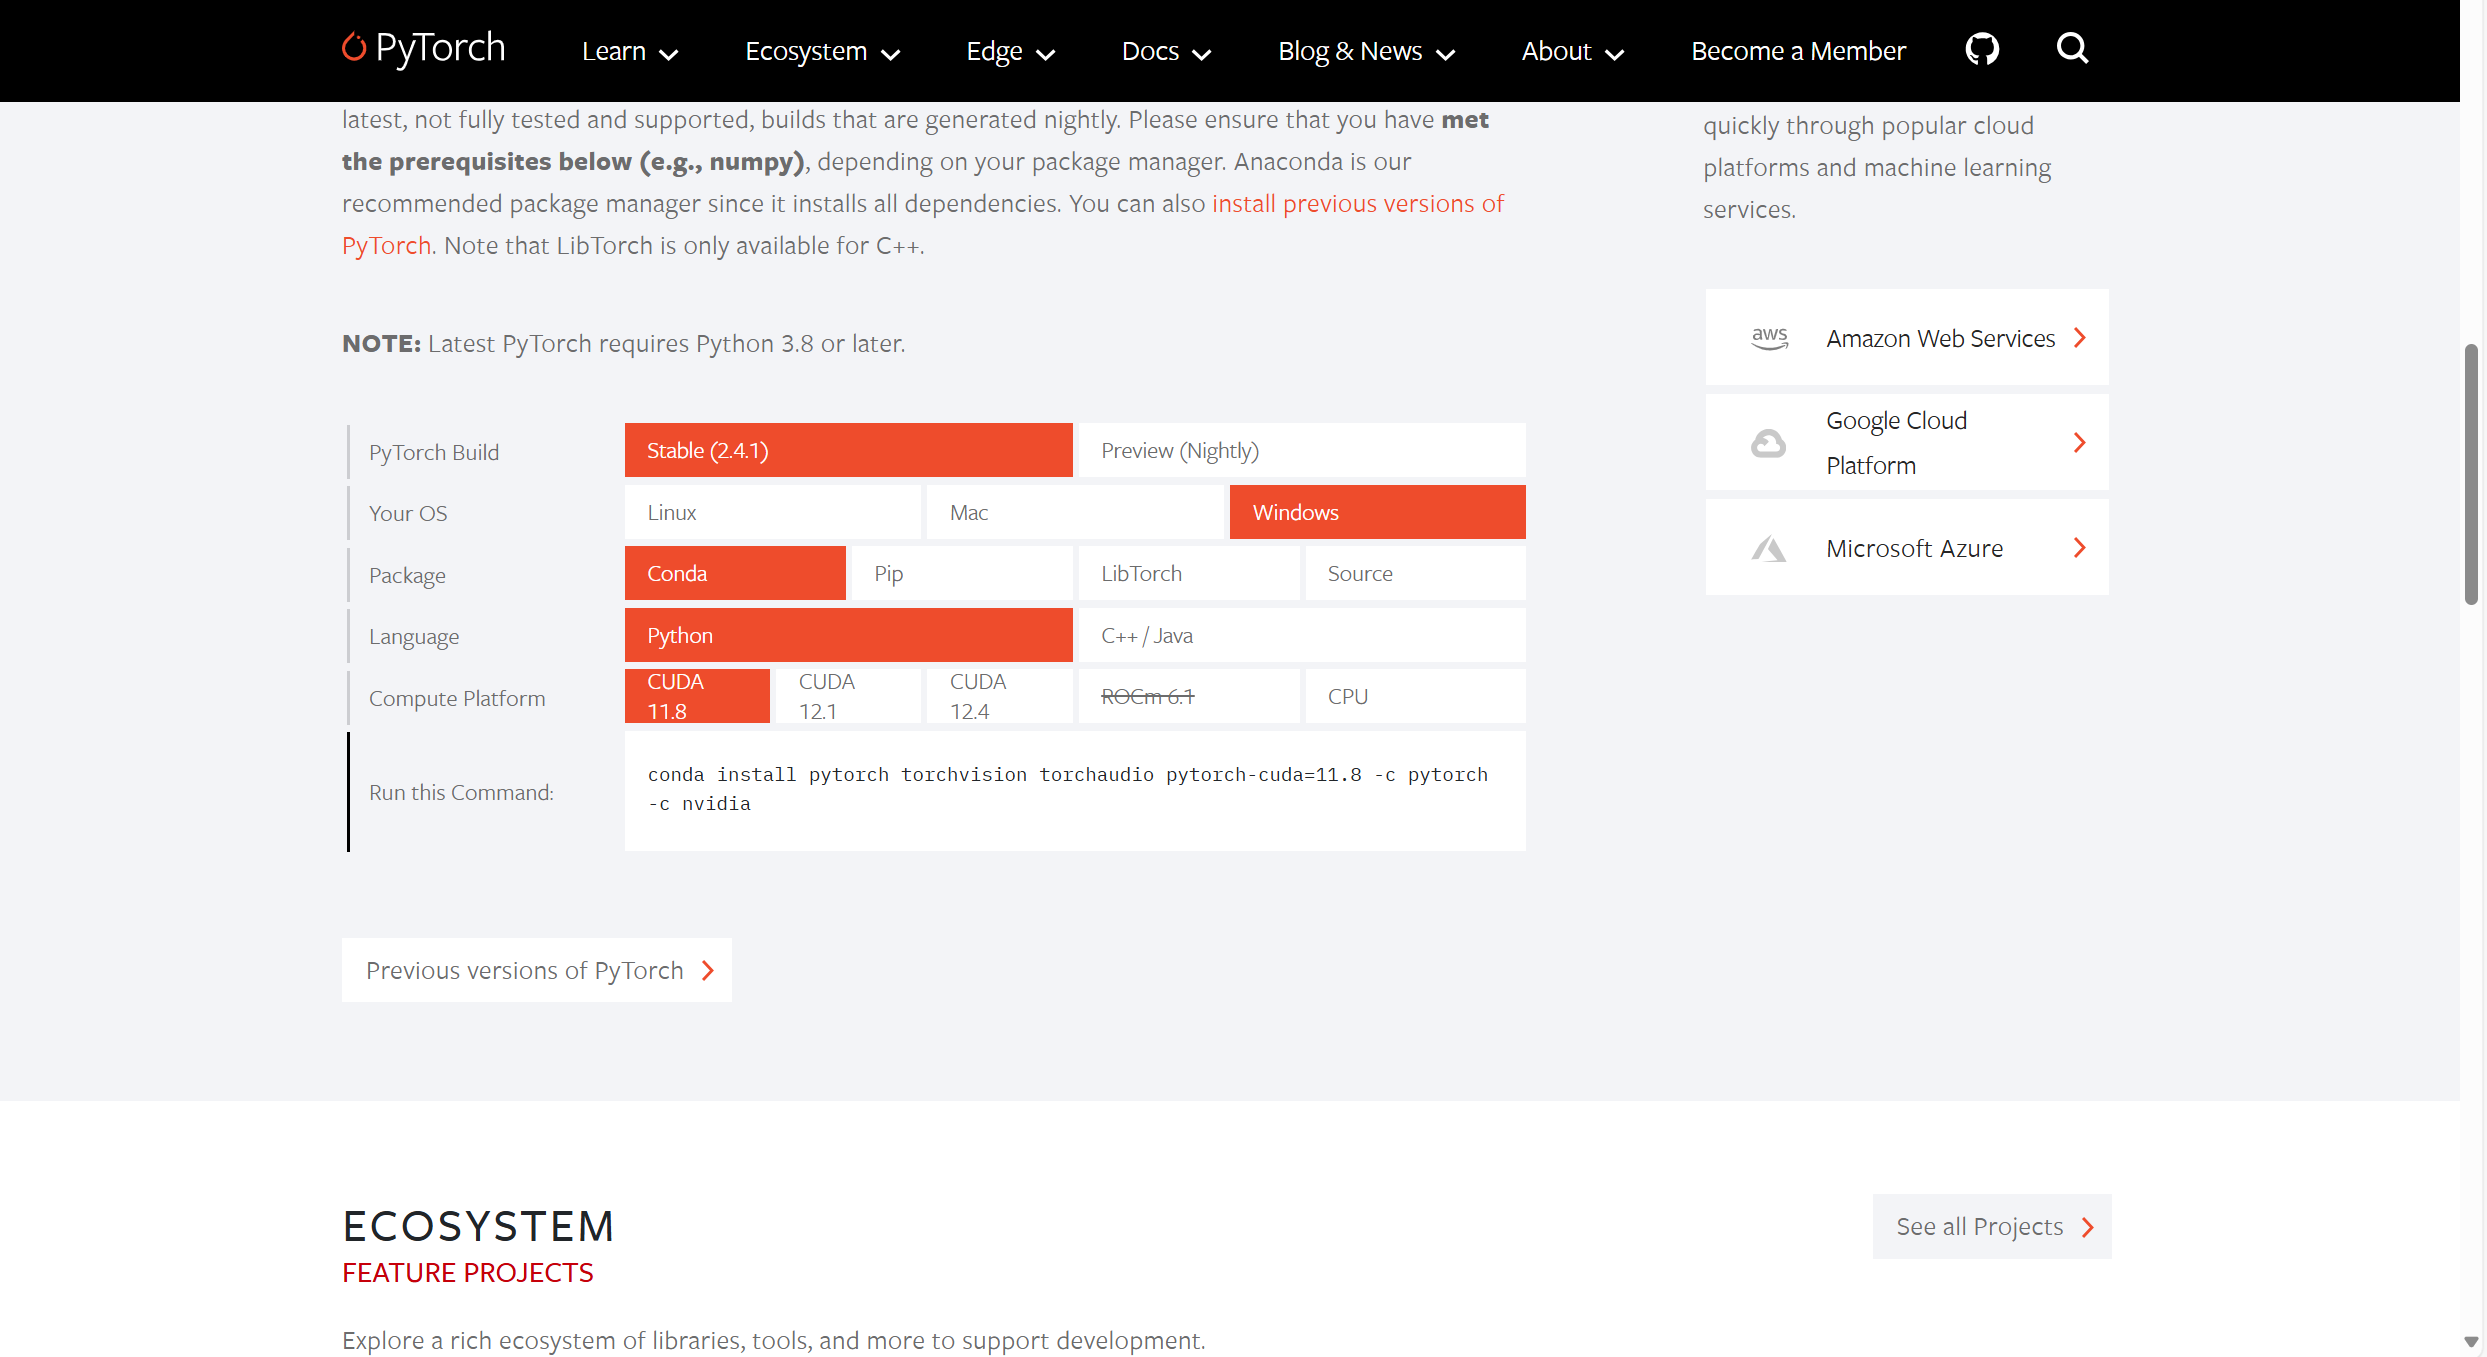 PyTorch
Learn
Ecosystem
Edge
Docs
Blog & News
About
Become a Member
latest, not fully tested and supported, builds that are generated nightly. Please ensure that you have met
the prerequisites below (e.g., numpy), depending on your package manager. Anaconda is our
recommended package manager since it installs all dependencies. You can also install previous versions of
PyTorch. Note that LibTorch is only available for C++.
NOTE: Latest PyTorch requires Python 3.8 or later.
PyTorch Build
Stable (2.4.1)
Preview (Nightly)
Your OS
Linux
Mac
Windows
Package
Conda
Pip
LibTorch
Source
Language
Python
C++ / Java
Compute Platform
CUDA
11.8
CUDA
12.1
CUDA
12.4
ROCm 6.1
CPU
Run this Command:
conda install pytorch torchvision torchaudio pytorch-cuda=11.8 -c pytorch
-c nvidia
Previous versions of PyTorch
quickly through popular cloud
platforms and machine learning
services.
aws
Amazon Web Services
Google Cloud
Platform
Microsoft Azure
ECOSYSTEM
FEATURE PROJECTS
See all Projects
Explore a rich ecosystem of libraries, tools, and more to support development.